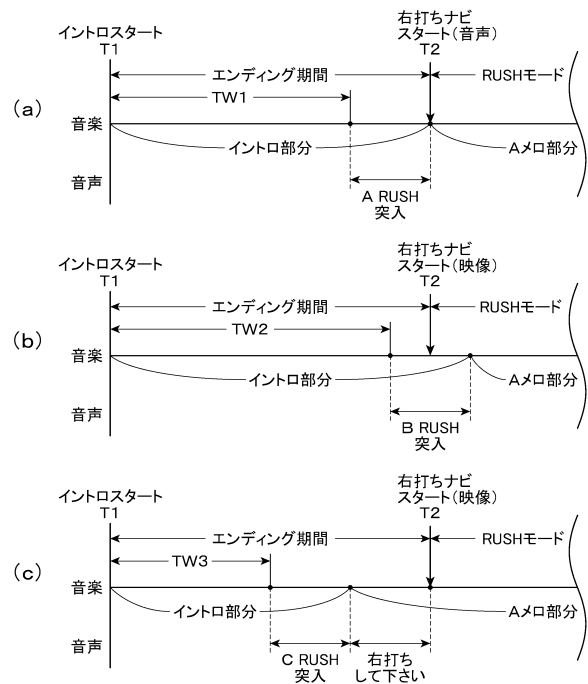 (a)
イントロスタート
T1
右打ちナビ
スタート(音声)
T2
エンディング期間
RUSHモード
TW1
音楽
イントロ部分
Aメロ部分
音声
A RUSH
突入
(b)
イントロスタート
T1
右打ちナビ
スタート(映像)
T2
エンディング期間
RUSHモード
TW2
音楽
イントロ部分
Aメロ部分
音声
B RUSH
突入
(c)
イントロスタート
T1
右打ちナビ
スタート(映像)
T2
エンディング期間
RUSHモード
TW3
音楽
イントロ部分
Aメロ部分
音声
C RUSH
突入
右打ち
して下さい